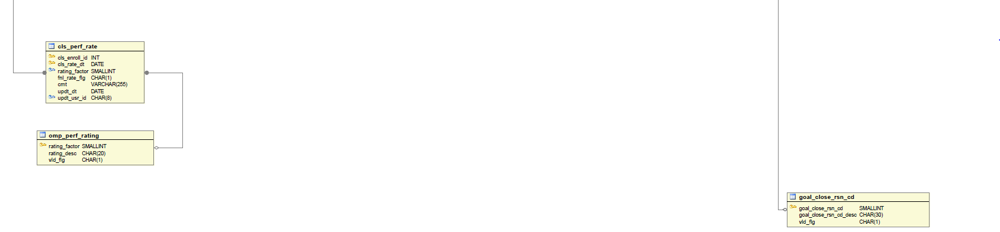 cls_perf_rate
cls_enroll_id INT
cls_rate_dt DATE
rating_factor SMALLINT
fnl_rate_flg CHAR(1)
cmt VARCHAR(255)
updt_dt DATE
updt_usr_id CHAR(8)
omp_perf_rating
rating_factor SMALLINT
rating_desc CHAR(20)
vld_flg CHAR(1)
goal_close_rsn_cd
goal_close_rsn_cd SMALLINT
goal_close_rsn_cd_desc CHAR(30)
vld_flg CHAR(1)